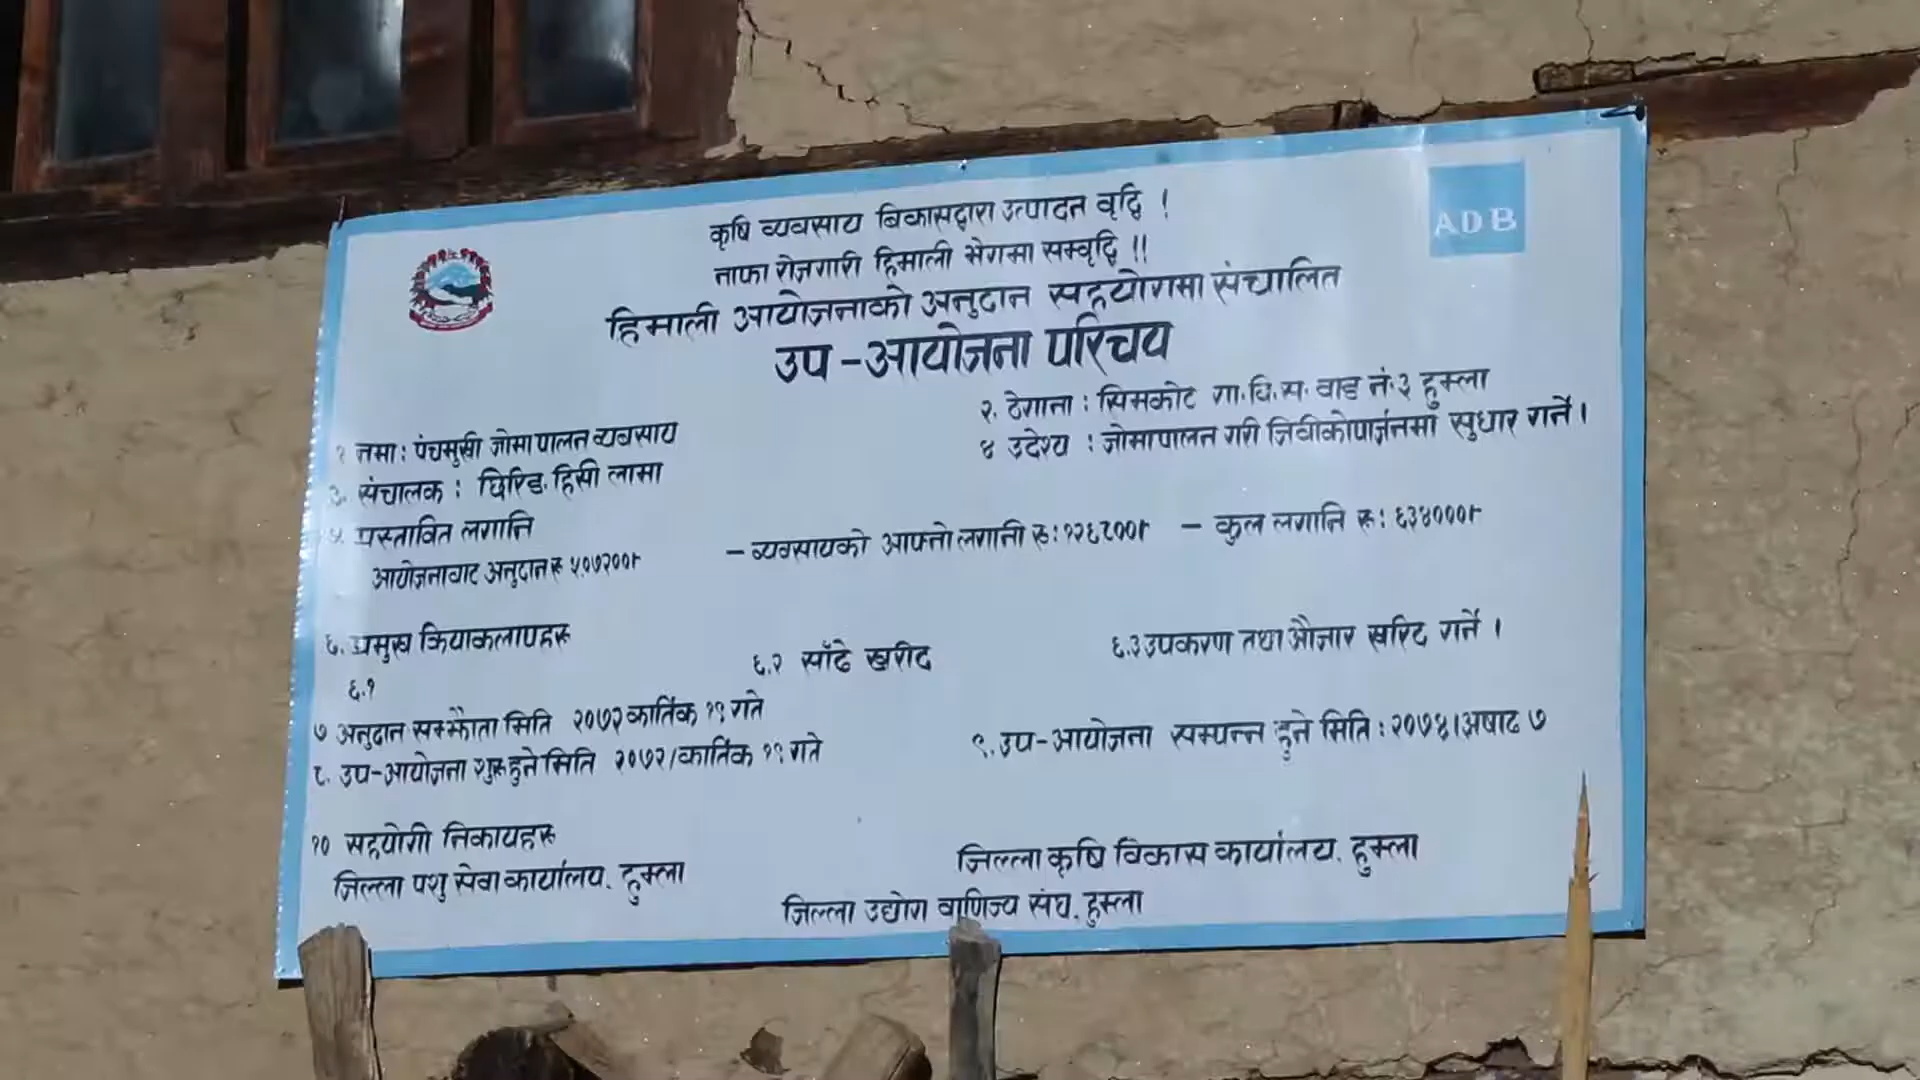 कृषि व्यवसाय बिकासद्वारा उत्पादन वृद्धि !
ADB
नाफा रोजगारी हिमाली भेगमा सम्वृद्धि !!
हिमाली आयोजनाको अनुदान सहयोगमा संचालित
उप-आयोजना परिचय
१ नमा : पंचमुखी जोमा पालन व्यवसाय
२. ठेगाना : सिमकोट गा.वि.स. वाड नं.३ हुम्ला
३. संचालक : छिरिङ हिसी लामा
४ उदेश्य : जोमापालन गरी जिवीकोपार्जनमा सुधार गर्ने ।
५. प्रस्तावित लगानि
आयोजनावाट अनुदान रु ५०७२००।- - व्यवसायको आफ्नो लगानी रु : १२६८००।- - कुल लगानि रु : ६३४०००।-
६. प्रमुख कियाकलापहरु
६.१ ६.२ साँढे खरीद ६.३ उपकरण तथा औजार खरिद गर्ने ।
७ अनुदान सम्झौता मिति २०७२ कार्तिक १९ गते
८. उप-आयोजना शुरु हुने मिति २०७२/कार्तिक १९ गते ९. उप-आयोजना सम्पन्न हुने मिति : २०७४।अषाढ ७
१० सहयोगी निकायहरु
जिल्ला पशु सेवा कार्यालय, हुम्ला जिल्ला कृषि विकास कार्यालय, हुम्ला
जिल्ला उद्योग वाणिज्य संघ, हुम्ला